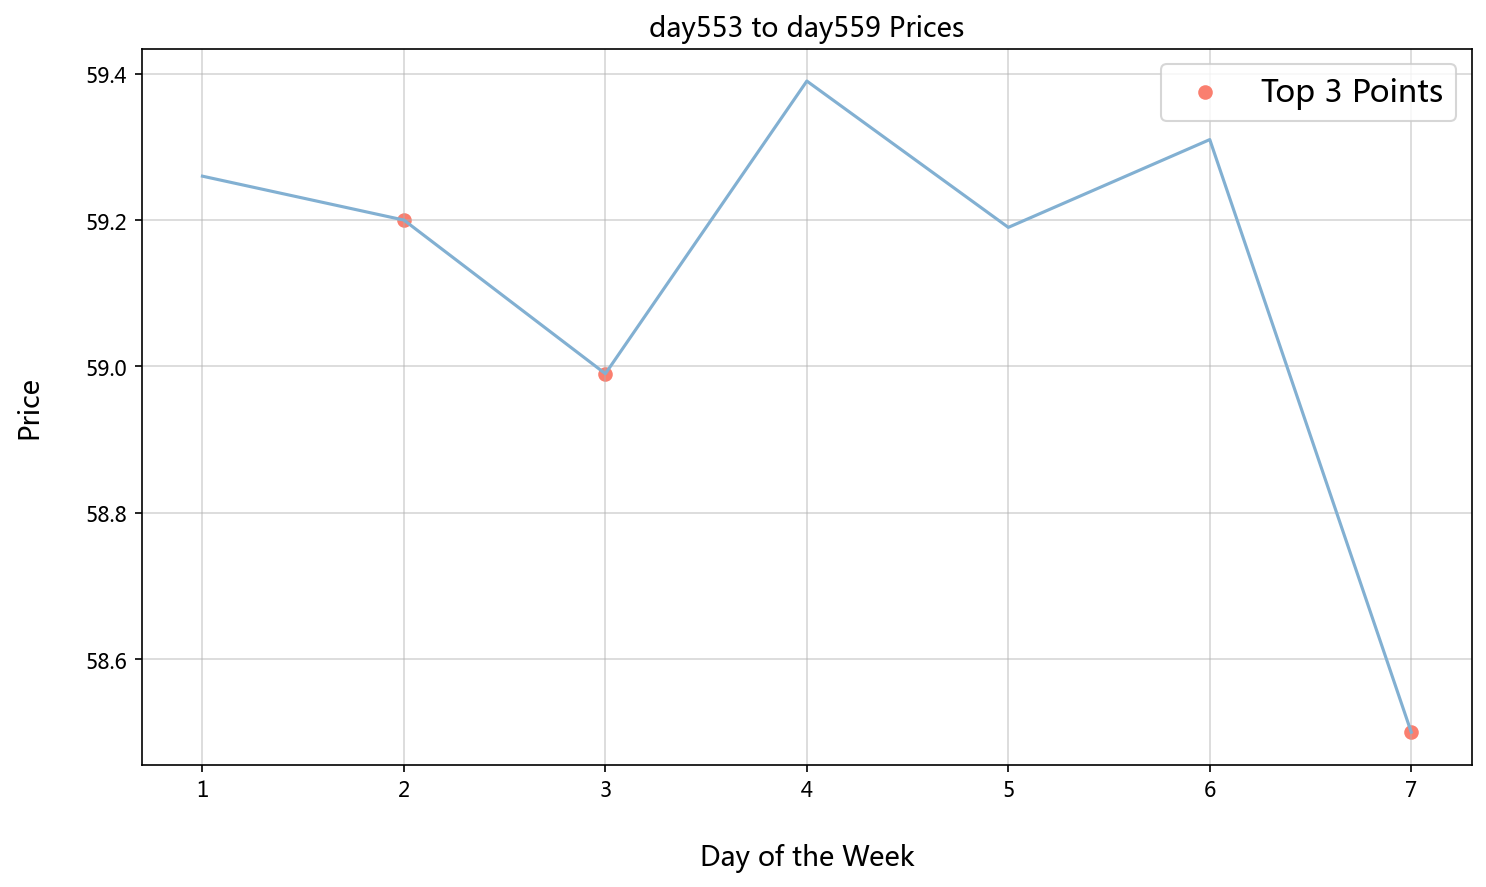 day553 to day559 Prices
59.4
59.2
59.0
58.8
58.6
Price
Top 3 Points
1 2 3 4 5 6 7
Day of the Week